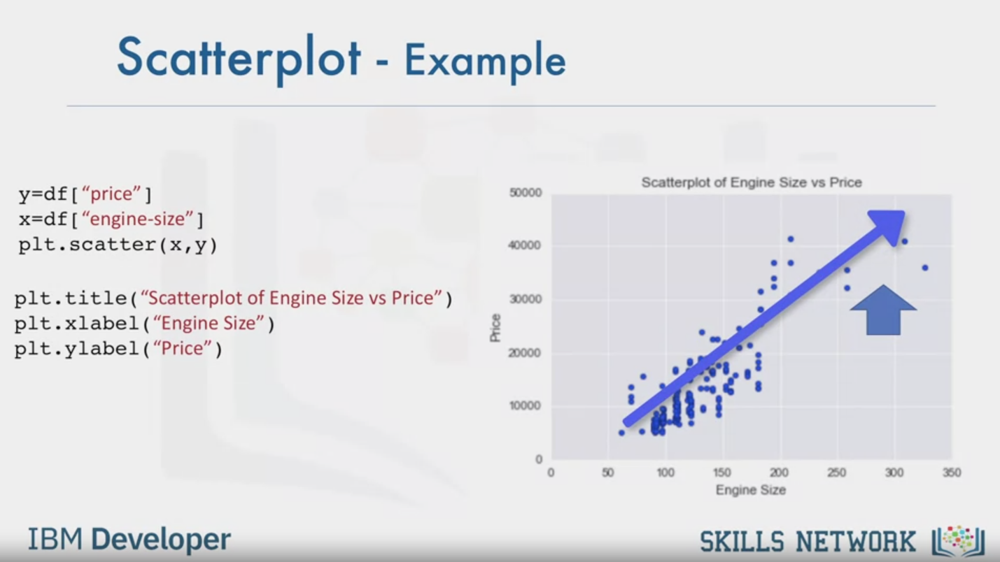 Scatterplot - Example
y=df[“price”]
x=df[“engine-size”]
plt.scatter(x,y)
plt.title(“Scatterplot of Engine Size vs Price”)
plt.xlabel(“Engine Size”)
plt.ylabel(“Price”)
Scatterplot of Engine Size vs Price
50000
40000
30000
20000
10000
0
Price
0 50 100 150 200 250 300 350
Engine Size
IBM Developer
SKILLS NETWORK